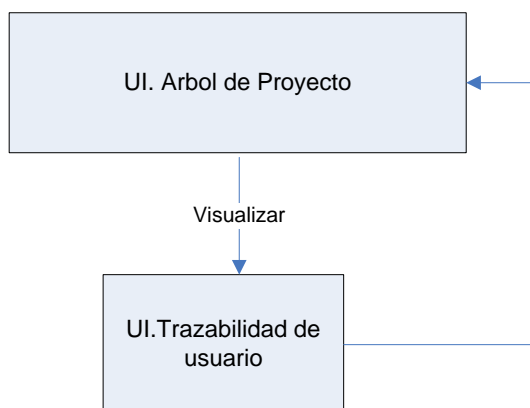 UI. Arbol de Proyecto
Visualizar
UI.Trazabilidad de
usuario